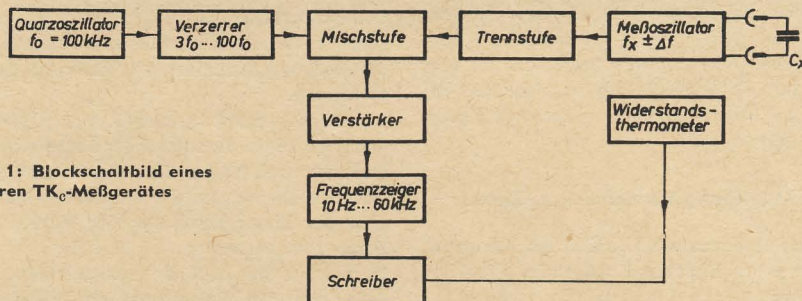 Quarzoszillator
f₀ = 100 kHz
Verzerrer
3f₀...100f₀
Mischstufe
Trennstufe
Meßoszillator
fₓ ± Δf
Cₓ
Verstärker
Widerstands-
thermometer
1: Blockschaltbild eines
ren TK꜀-Meßgerätes
Frequenzzeiger
10 Hz...60 kHz
Schreiber